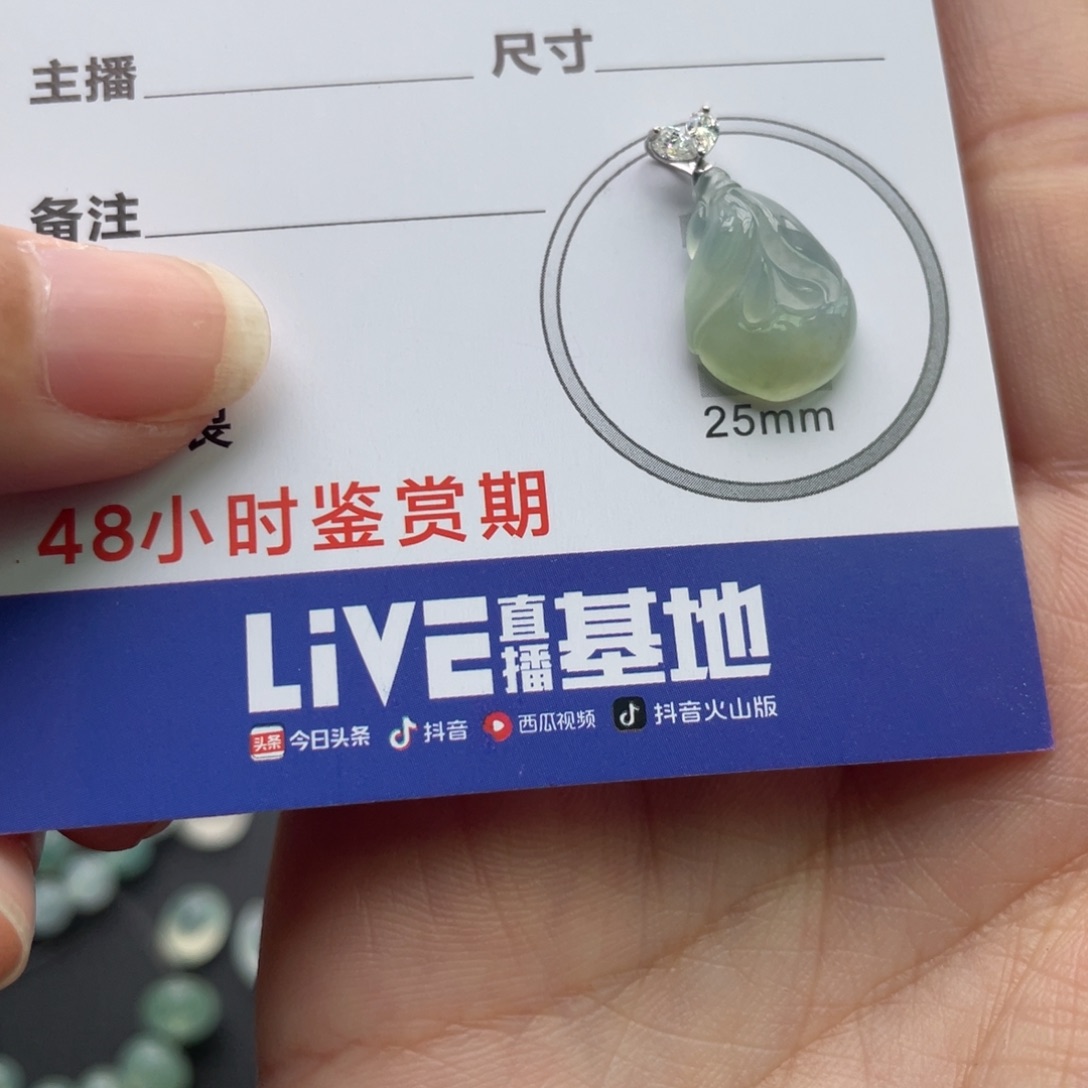 主播 尺寸
备注
25mm
48小时鉴赏期
LiVE直播基地
头条 今日头条 抖音 西瓜视频 抖音火山版